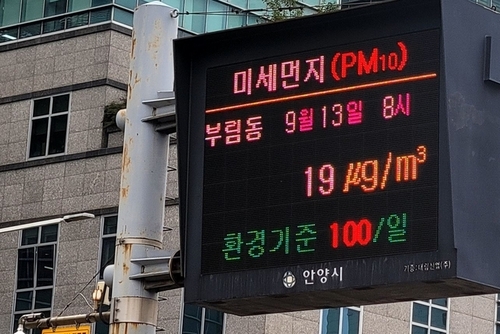 미세먼지(PM10)
부림동 9월13일 8시
19 ㎍/m³
환경기준 100/일
안양시